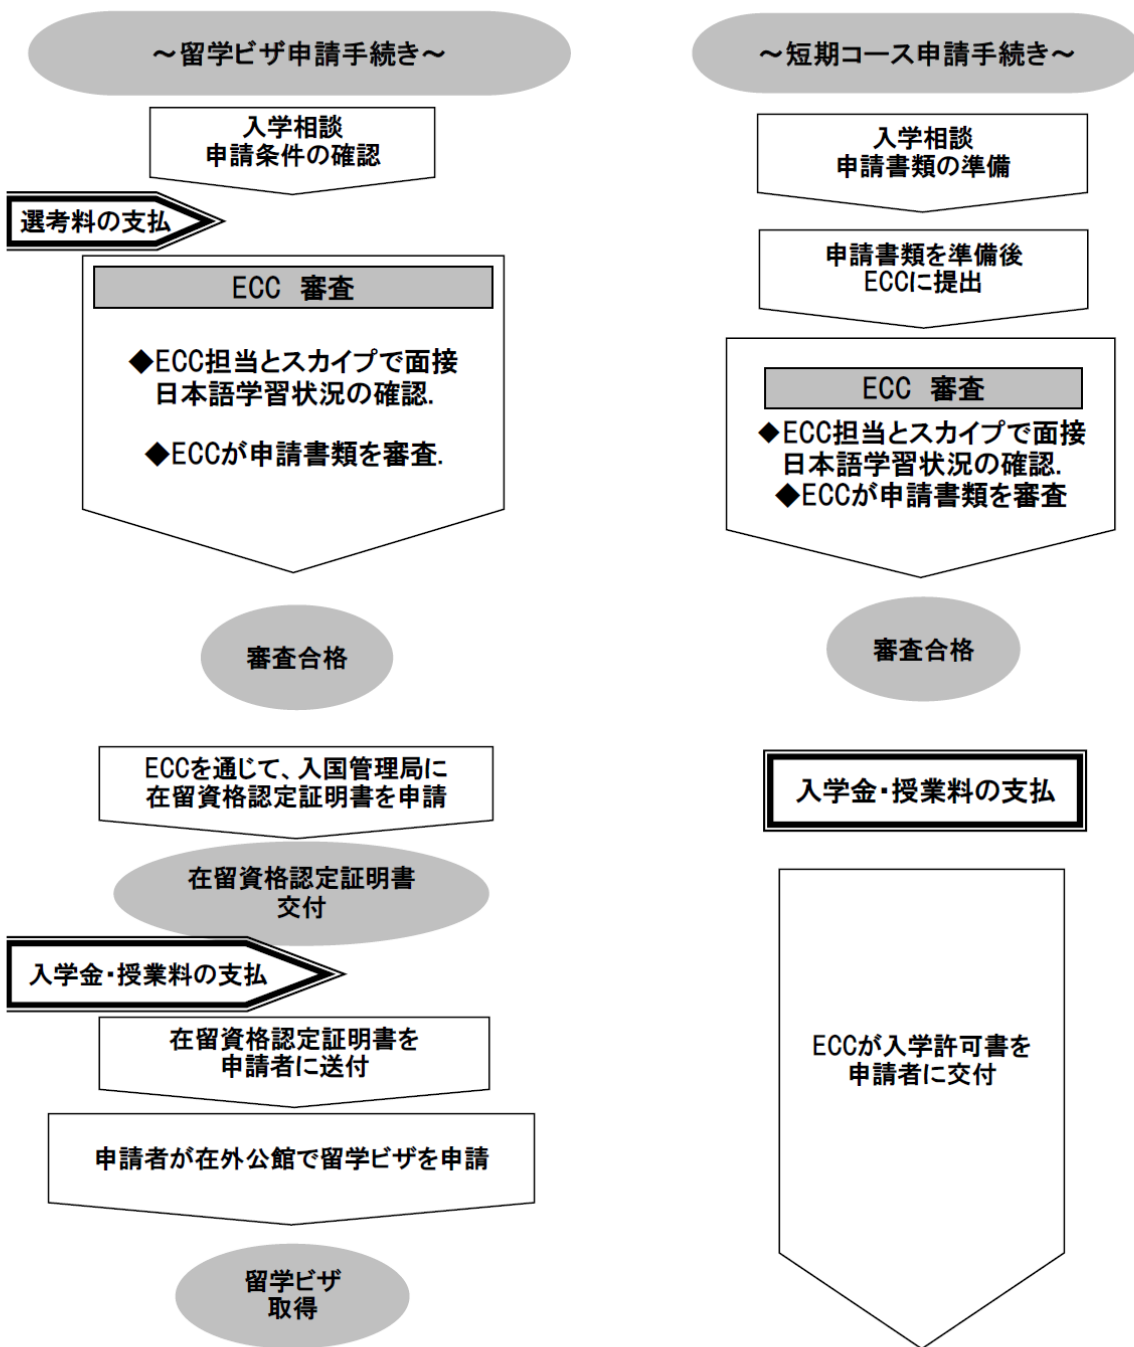 ～留学ビザ申請手続き～
入学相談
申請条件の確認
選考料の支払
ECC 審査
◆ECC担当とスカイプで面接
日本語学習状況の確認.
◆ECCが申請書類を審査.
審査合格
ECCを通じて、入国管理局に
在留資格認定証明書を申請
在留資格認定証明書
交付
入学金・授業料の支払
在留資格認定証明書を
申請者に送付
申請者が在外公館で留学ビザを申請
留学ビザ
取得
～短期コース申請手続き～
入学相談
申請書類の準備
申請書類を準備後
ECCに提出
ECC 審査
◆ECC担当とスカイプで面接
日本語学習状況の確認.
◆ECCが申請書類を審査
審査合格
入学金・授業料の支払
ECCが入学許可書を
申請者に交付